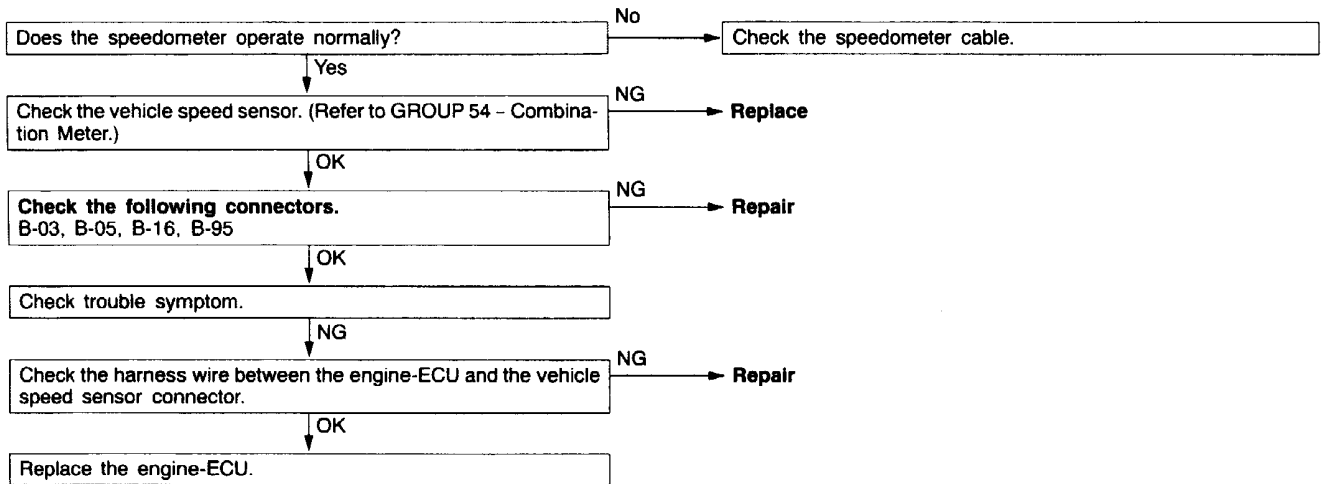 No
Does the speedometer operate normally?
Check the speedometer cable.
Yes
Check the vehicle speed sensor. (Refer to GROUP 54 – Combina-
tion Meter.)
NG
Replace
OK
Check the following connectors.
B-03, B-05, B-16, B-95
NG
Repair
OK
Check trouble symptom.
NG
Check the harness wire between the engine-ECU and the vehicle
speed sensor connector.
NG
Repair
OK
Replace the engine-ECU.